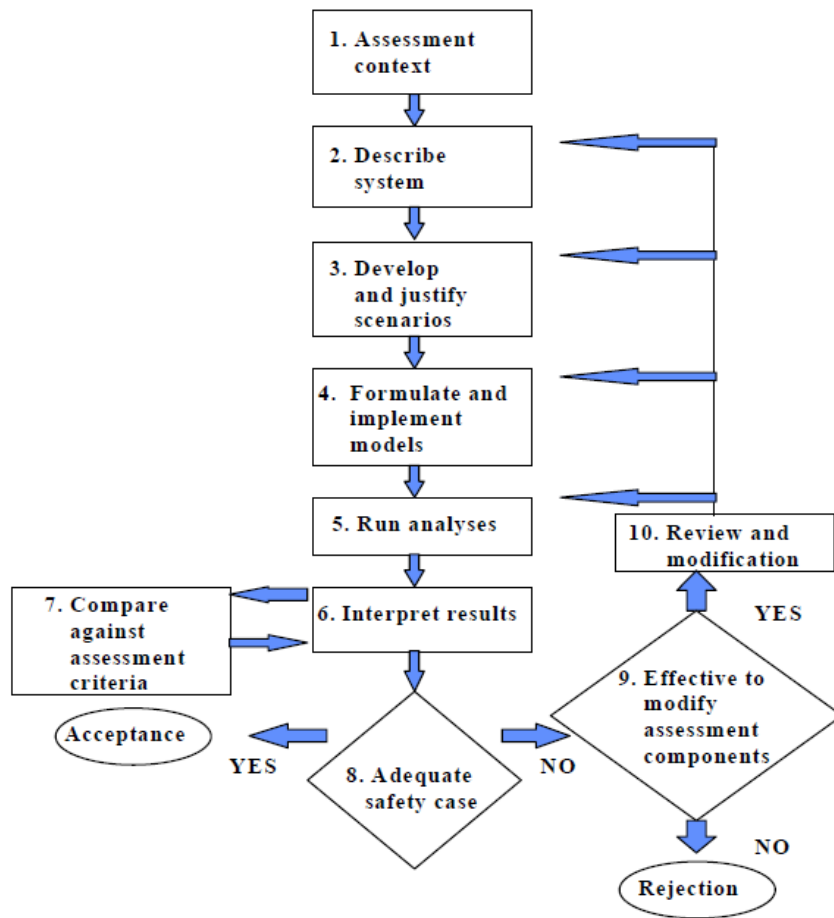 1. Assessment
context
2. Describe
system
3. Develop
and justify
scenarios
4. Formulate and
implement
models
5. Run analyses
10. Review and
modification
7. Compare
against
assessment
criteria
6. Interpret results
YES
9. Effective to
modify
assessment
components
Acceptance
YES
NO
8. Adequate
safety case
NO
Rejection